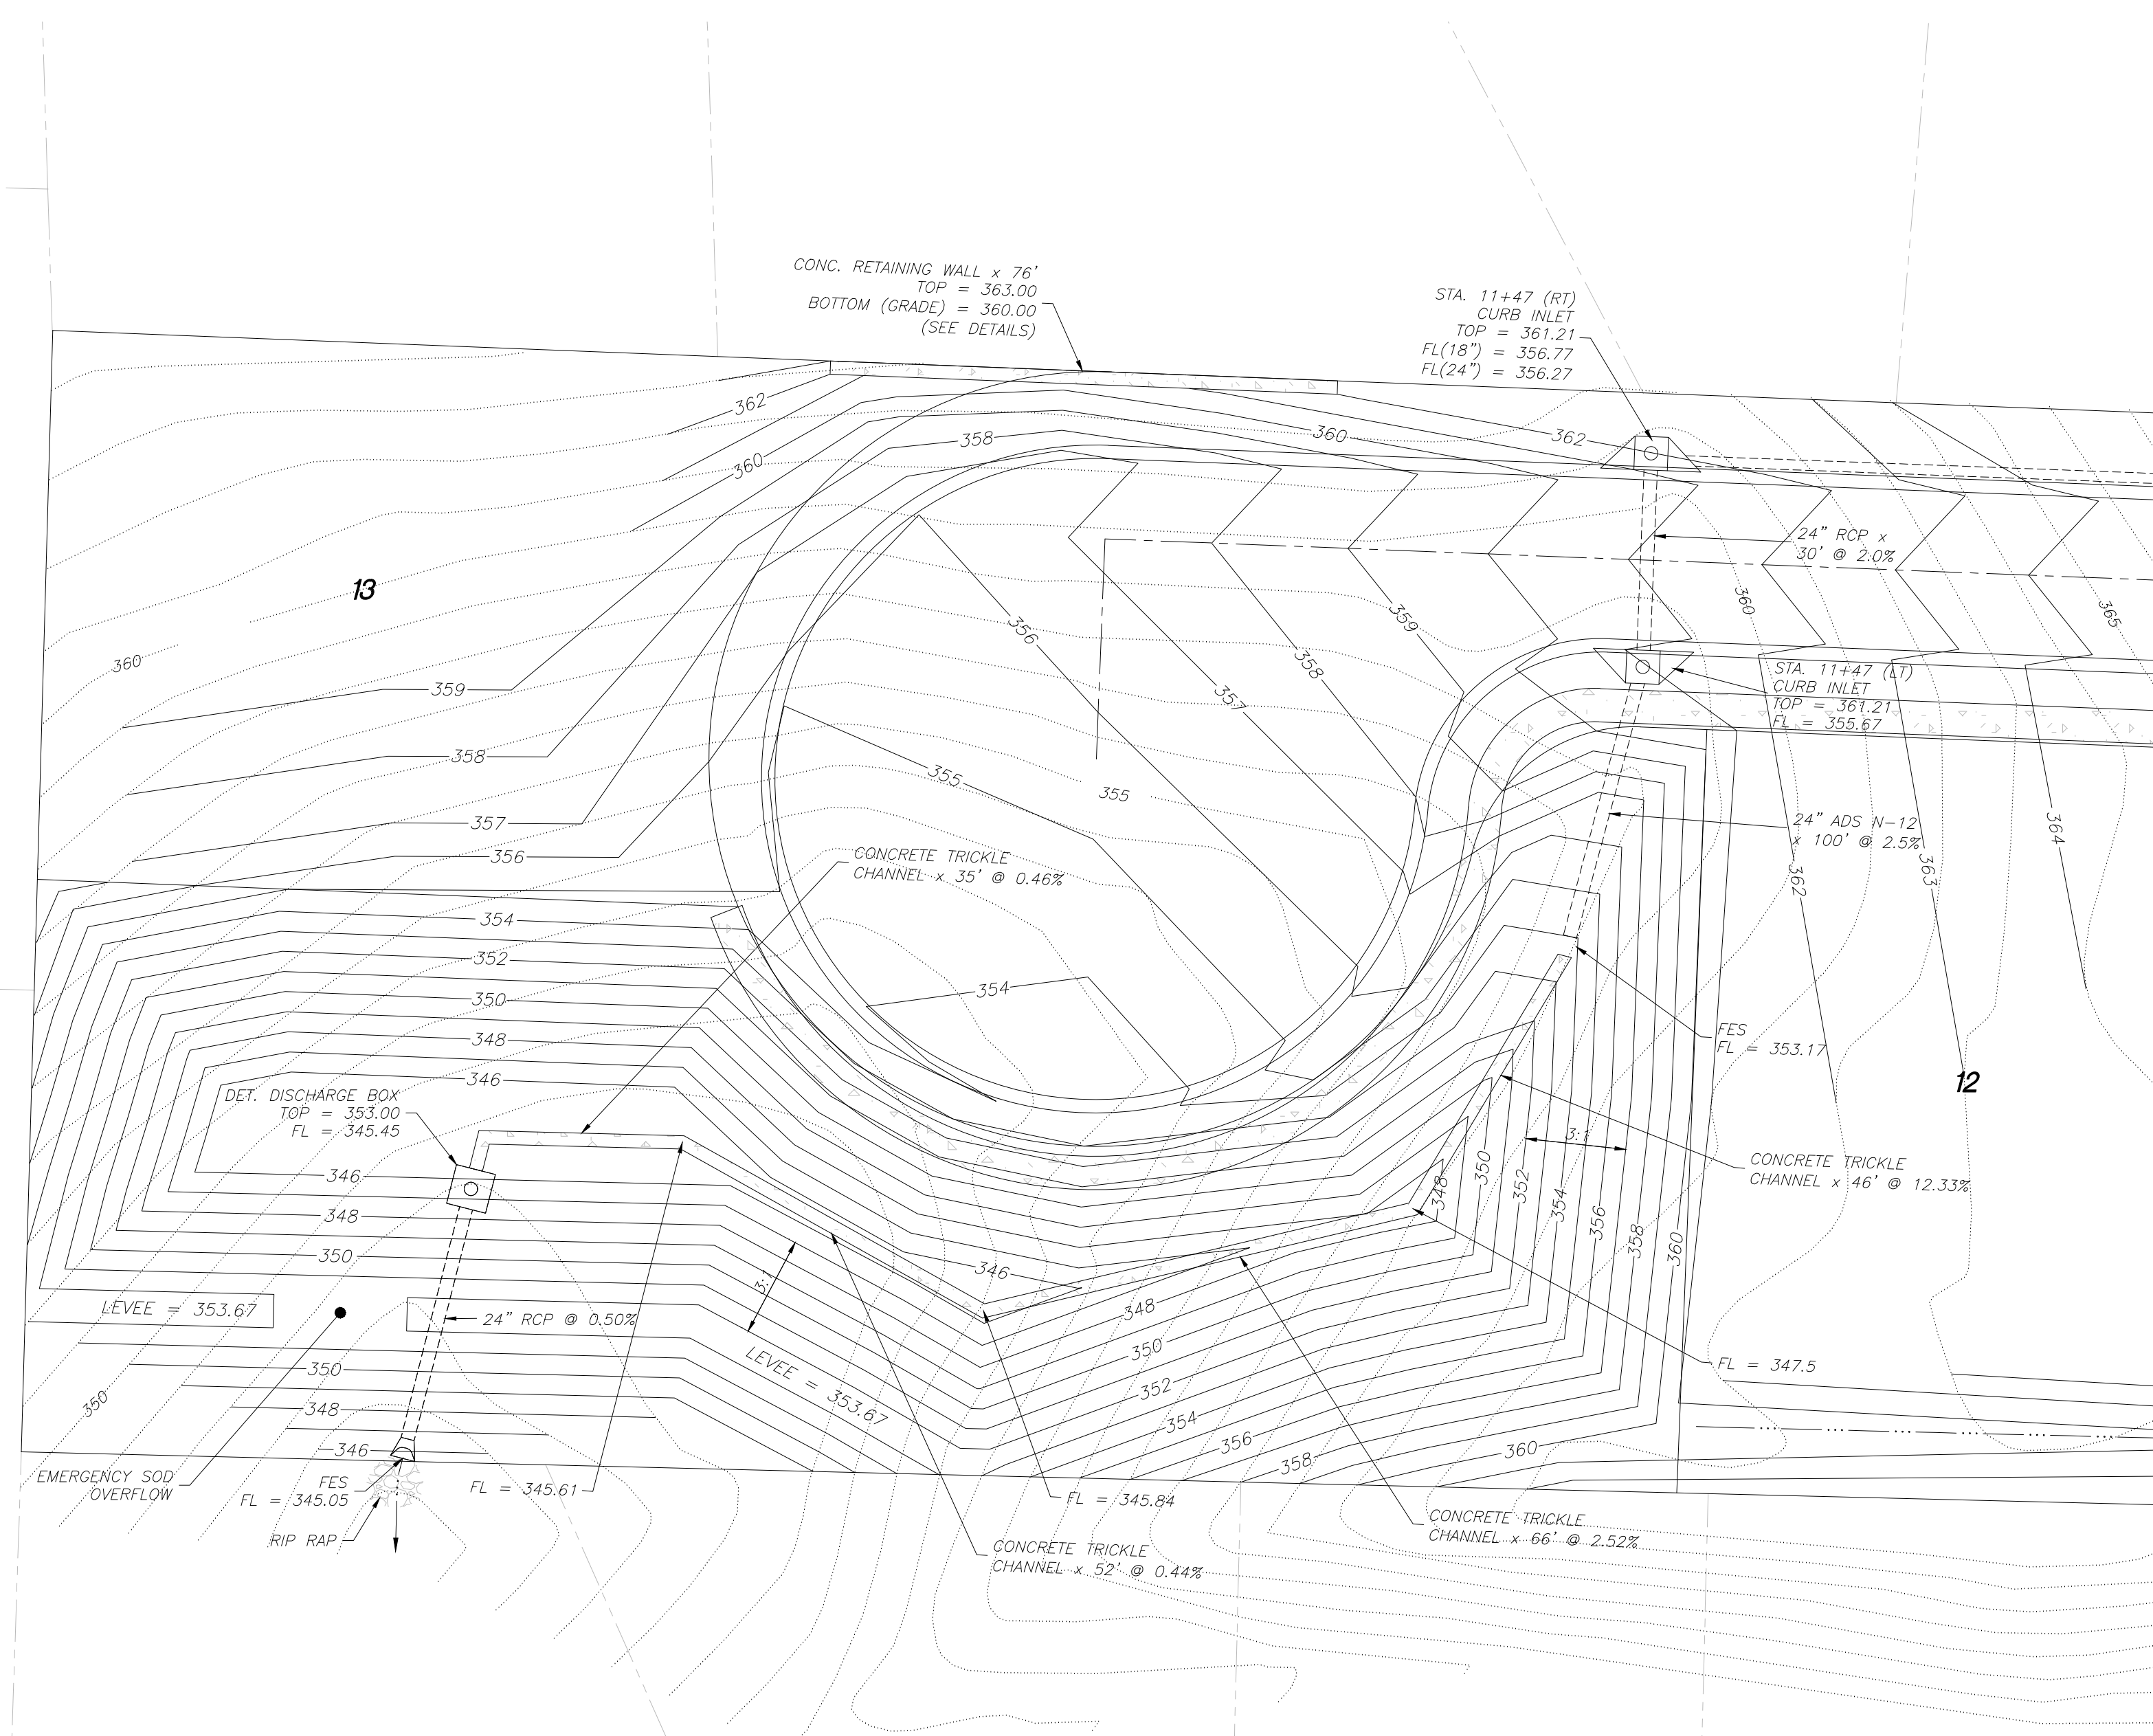 CONC. RETAINING WALL x 76'
TOP = 363.00
BOTTOM (GRADE) = 360.00
(SEE DETAILS)
STA. 11+47 (RT)
CURB INLET
TOP = 361.21
FL(18") = 356.77
FL(24") = 356.27
362
358
360
362
360
24" RCP x
30' @ 2.0%
13
360
365
356
359
360
358
359
STA. 11+47 (LT)
CURB INLET
TOP = 361.21
FL = 355.67
357
358
355
355
357
24" ADS N-12
x 100' @ 2.5%
364
356
CONCRETE TRICKLE
CHANNEL x 35' @ 0.46%
362
363
354
352
350
354
348
FES
FL = 353.17
346
12
DET. DISCHARGE BOX
TOP = 353.00
FL = 345.45
3:1
346
350
348
352
354
356
358
360
CONCRETE TRICKLE
CHANNEL x 46' @ 12.33%
348
350
346
3:1
LEVEE = 353.67
24" RCP @ 0.50%
348
350
FL = 347.5
350
LEVEE = 353.67
352
350
348
354
356
346
358
360
EMERGENCY SOD
OVERFLOW
FES
FL = 345.05
FL = 345.61
FL = 345.84
RIP RAP
CONCRETE TRICKLE
CHANNEL x 66' @ 2.52%
CONCRETE TRICKLE
CHANNEL x 52' @ 0.44%